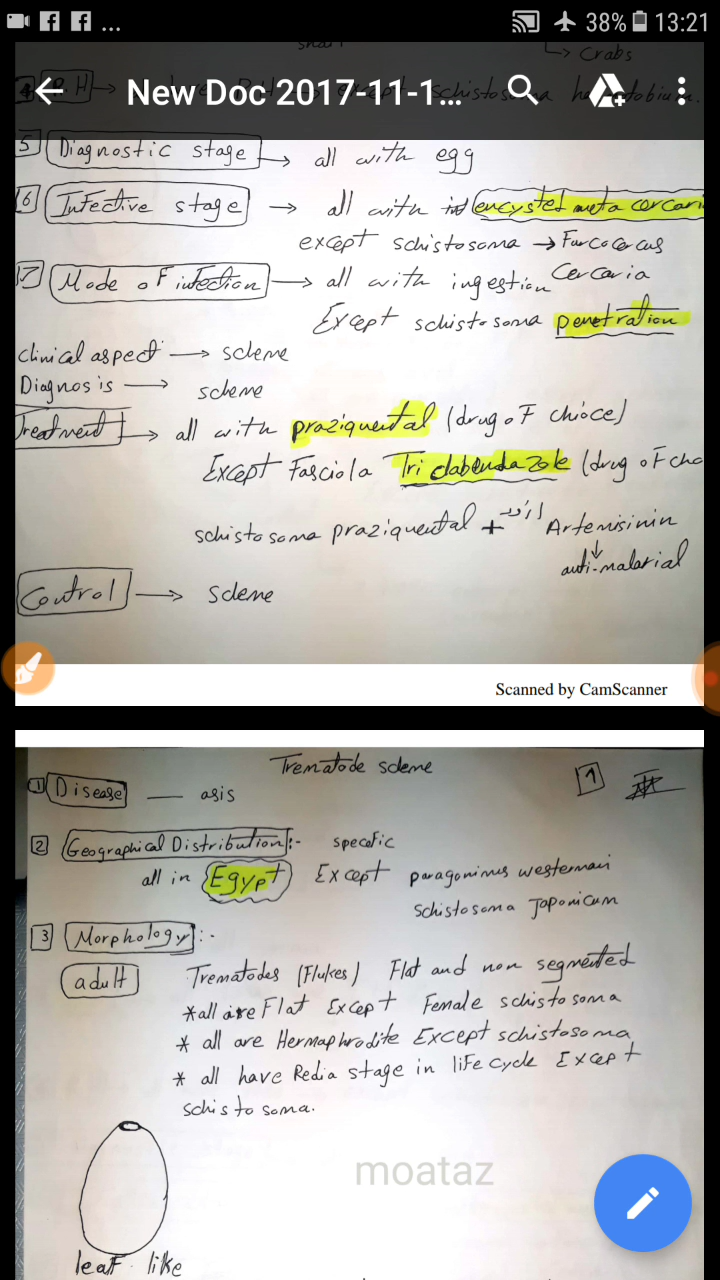 38% 13:21
New Doc 2017-11-1...
↳ Crabs
5 Diagnostic stage → all with egg
6 Infective stage → all with encysted meta cercari
except schistosoma → Furcocercus
Cercaria
7 Mode of infection → all with ingestion
Except schistosoma penetration
clinical aspect → scheme
Diagnosis → scheme
Treatment → all with praziquental (drug of chioce)
Except Fasciola Triclabendazole (drug of cho
schistosoma praziquental + Artemisinin
↓
anti-malarial
Control → scleme
Scanned by CamScanner
Trematode scleme 1
1 Disease — asis
2 Geographical Distribution:- specefic
all in Egypt Except paragonimus westermani
schistosoma Japonicum
3 Morphology:-
adult Trematodes (Flukes) Flat and non segmented
*all are Flat Except Female schistosoma
* all are Hermaphrodite Except schistosoma
* all have Redia stage in life cycle Except
schistosoma.
moataz
leaf like